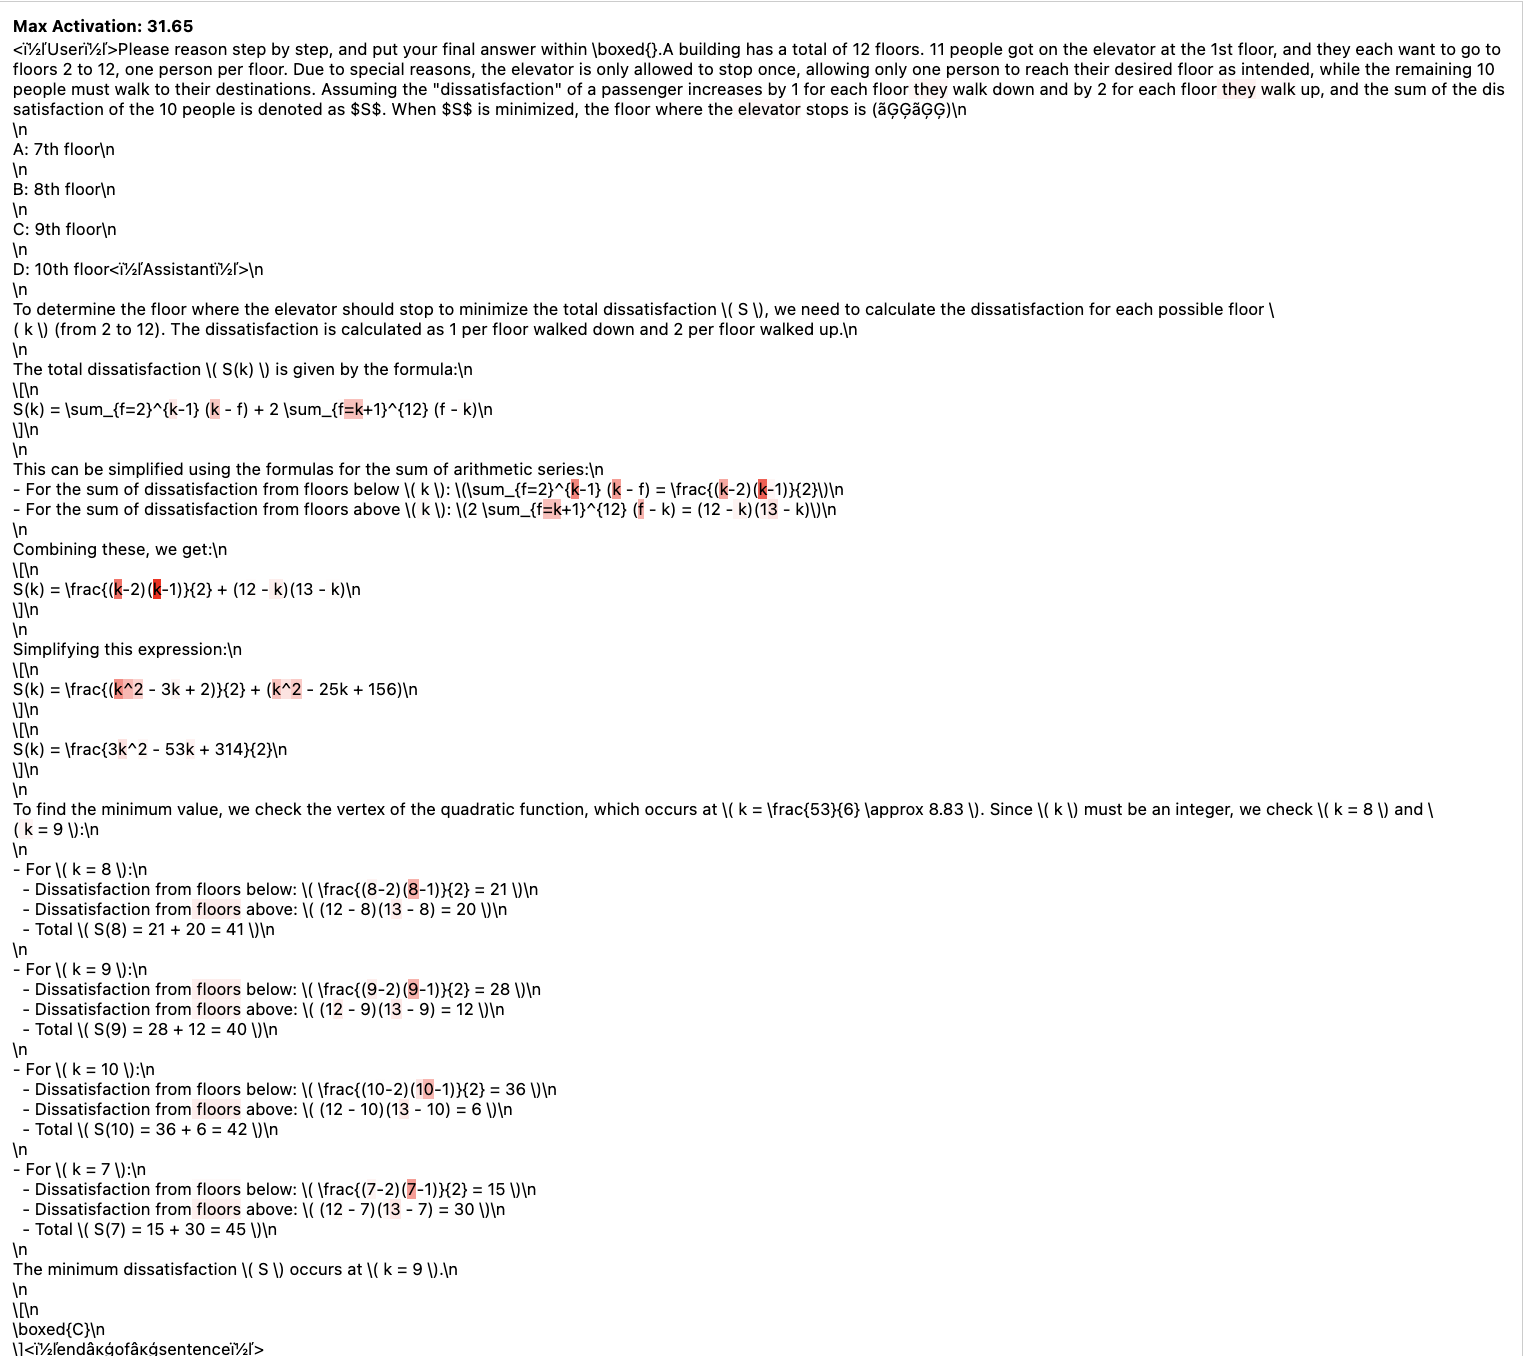 Max Activation: 31.65
<ï½ľUserï½ľ>Please reason step by step, and put your final answer within \boxed{}.A building has a total of 12 floors. 11 people got on the elevator at the 1st floor, and they each want to go to
floors 2 to 12, one person per floor. Due to special reasons, the elevator is only allowed to stop once, allowing only one person to reach their desired floor as intended, while the remaining 10
people must walk to their destinations. Assuming the "dissatisfaction" of a passenger increases by 1 for each floor they walk down and by 2 for each floor they walk up, and the sum of the dis
satisfaction of the 10 people is denoted as $S$. When $S$ is minimized, the floor where the elevator stops is (ãĢĢãĢĢ)\n
\n
A: 7th floor\n
\n
B: 8th floor\n
\n
C: 9th floor\n
\n
D: 10th floor<ï½ľAssistantï½ľ>\n
\n
To determine the floor where the elevator should stop to minimize the total dissatisfaction \( S \), we need to calculate the dissatisfaction for each possible floor \
( k \) (from 2 to 12). The dissatisfaction is calculated as 1 per floor walked down and 2 per floor walked up.\n
\n
The total dissatisfaction \( S(k) \) is given by the formula:\n
\[\n
S(k) = \sum_{f=2}^{k-1} (k - f) + 2 \sum_{f=k+1}^{12} (f - k)\n
\]\n
\n
This can be simplified using the formulas for the sum of arithmetic series:\n
- For the sum of dissatisfaction from floors below \( k \): \(\sum_{f=2}^{k-1} (k - f) = \frac{(k-2)(k-1)}{2}\)\n
- For the sum of dissatisfaction from floors above \( k \): \(2 \sum_{f=k+1}^{12} (f - k) = (12 - k)(13 - k)\)\n
\n
Combining these, we get:\n
\[\n
S(k) = \frac{(k-2)(k-1)}{2} + (12 - k)(13 - k)\n
\]\n
\n
Simplifying this expression:\n
\[\n
S(k) = \frac{(k^2 - 3k + 2)}{2} + (k^2 - 25k + 156)\n
\]\n
\[\n
S(k) = \frac{3k^2 - 53k + 314}{2}\n
\]\n
\n
To find the minimum value, we check the vertex of the quadratic function, which occurs at \( k = \frac{53}{6} \approx 8.83 \). Since \( k \) must be an integer, we check \( k = 8 \) and \
( k = 9 \):\n
\n
- For \( k = 8 \):\n
- Dissatisfaction from floors below: \( \frac{(8-2)(8-1)}{2} = 21 \)\n
- Dissatisfaction from floors above: \( (12 - 8)(13 - 8) = 20 \)\n
- Total \( S(8) = 21 + 20 = 41 \)\n
\n
- For \( k = 9 \):\n
- Dissatisfaction from floors below: \( \frac{(9-2)(9-1)}{2} = 28 \)\n
- Dissatisfaction from floors above: \( (12 - 9)(13 - 9) = 12 \)\n
- Total \( S(9) = 28 + 12 = 40 \)\n
\n
- For \( k = 10 \):\n
- Dissatisfaction from floors below: \( \frac{(10-2)(10-1)}{2} = 36 \)\n
- Dissatisfaction from floors above: \( (12 - 10)(13 - 10) = 6 \)\n
- Total \( S(10) = 36 + 6 = 42 \)\n
\n
- For \( k = 7 \):\n
- Dissatisfaction from floors below: \( \frac{(7-2)(7-1)}{2} = 15 \)\n
- Dissatisfaction from floors above: \( (12 - 7)(13 - 7) = 30 \)\n
- Total \( S(7) = 15 + 30 = 45 \)\n
\n
The minimum dissatisfaction \( S \) occurs at \( k = 9 \).\n
\n
\[\n
\boxed{C}\n
\]<ï½ľendâĸģofâĸģsentenceï½ľ>